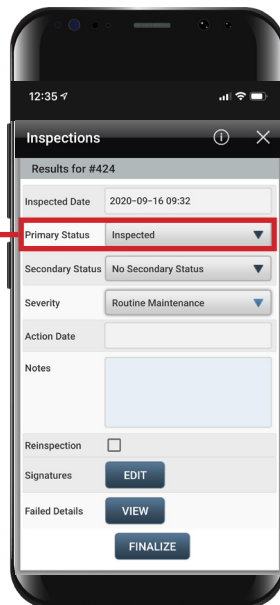 12:35
Inspections
Results for #424
Inspected Date 2020-09-16 09:32
Primary Status Inspected
Secondary Status No Secondary Status
Severity Routine Maintenance
Action Date
Notes
Reinspection
Signatures EDIT
Failed Details VIEW
FINALIZE